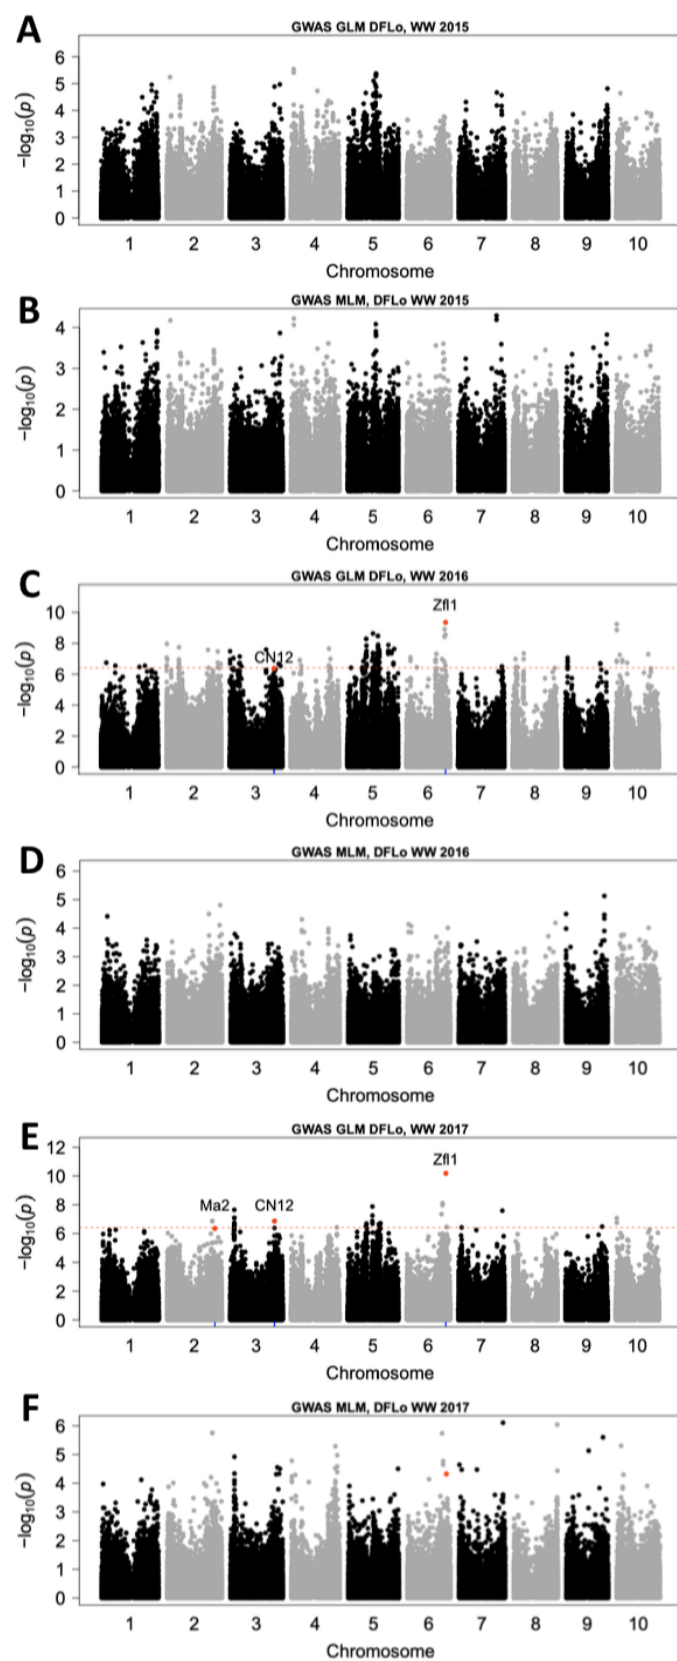 A
GWAS GLM DFLo, WW 2015
−log10(p)
6
5
4
3
2
1
0
1 2 3 4 5 6 7 8 9 10
Chromosome
B
GWAS MLM, DFLo WW 2015
−log10(p)
4
3
2
1
0
1 2 3 4 5 6 7 8 9 10
Chromosome
C
GWAS GLM DFLo, WW 2016
Zfl1
CN12
−log10(p)
10
8
6
4
2
0
1 2 3 4 5 6 7 8 9 10
Chromosome
D
GWAS MLM, DFLo WW 2016
−log10(p)
6
5
4
3
2
1
0
1 2 3 4 5 6 7 8 9 10
Chromosome
E
GWAS GLM DFLo, WW 2017
Zfl1
Ma2 CN12
−log10(p)
12
10
8
6
4
2
0
1 2 3 4 5 6 7 8 9 10
Chromosome
F
GWAS MLM, DFLo WW 2017
−log10(p)
6
5
4
3
2
1
0
1 2 3 4 5 6 7 8 9 10
Chromosome